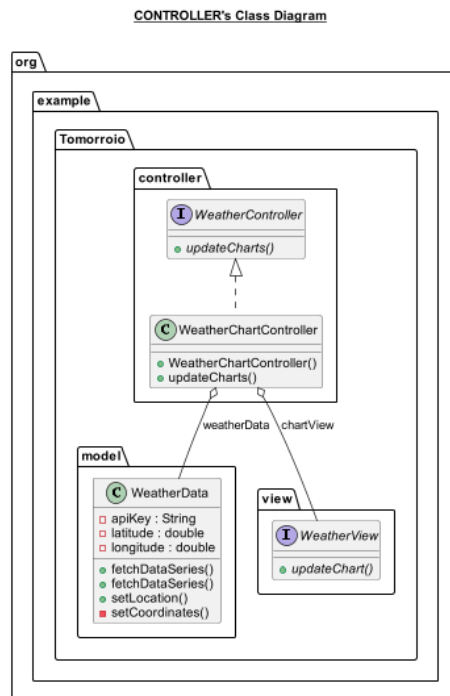 CONTROLLER's Class Diagram
org
example
Tomorroio
controller
I WeatherController
updateCharts()
C WeatherChartController
WeatherChartController()
updateCharts()
weatherData chartView
model
C WeatherData
apiKey : String
latitude : double
longitude : double
fetchDataSeries()
fetchDataSeries()
setLocation()
setCoordinates()
view
I WeatherView
updateChart()